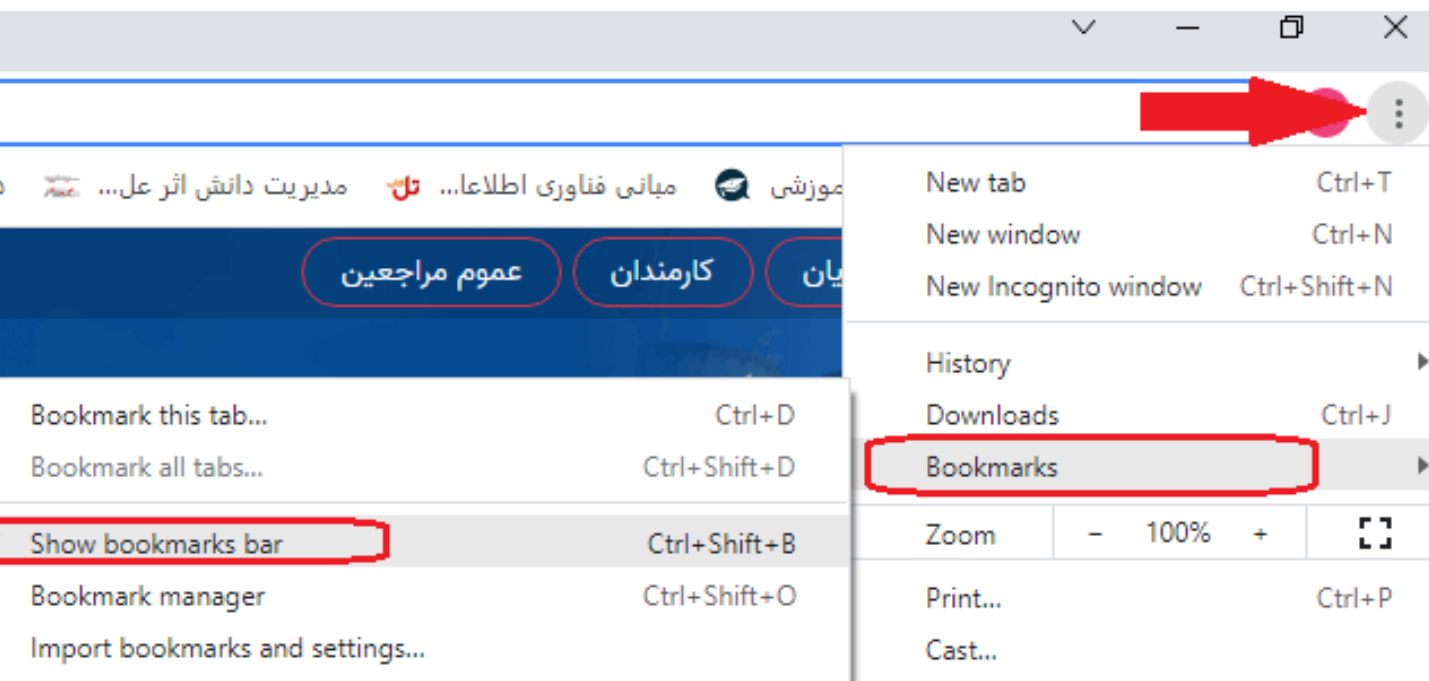 موزشی مبانی فناوری اطلاعا... مدیریت دانش اثر عل...
یان کارمندان عموم مراجعین
New tab Ctrl+T
New window Ctrl+N
New Incognito window Ctrl+Shift+N
History
Downloads Ctrl+J
Bookmarks
Zoom – 100% +
Print... Ctrl+P
Cast...
Bookmark this tab... Ctrl+D
Bookmark all tabs... Ctrl+Shift+D
Show bookmarks bar Ctrl+Shift+B
Bookmark manager Ctrl+Shift+O
Import bookmarks and settings...